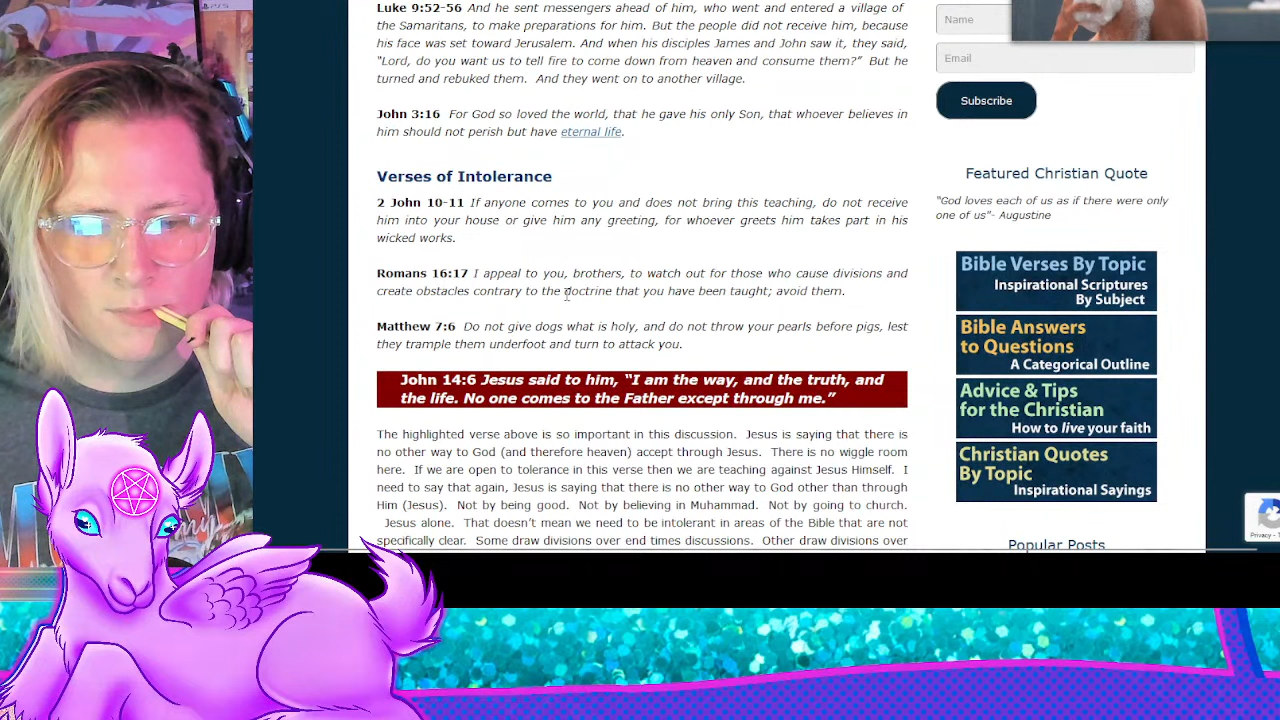 Luke 9:52-56 And he sent messengers ahead of him, who went and entered a village of
the Samaritans, to make preparations for him. But the people did not receive him, because
his face was set toward Jerusalem. And when his disciples James and John saw it, they said,
“Lord, do you want us to tell fire to come down from heaven and consume them?” But he
turned and rebuked them. And they went on to another village.
John 3:16 For God so loved the world, that he gave his only Son, that whoever believes in
him should not perish but have eternal life.
Verses of Intolerance
2 John 10-11 If anyone comes to you and does not bring this teaching, do not receive
him into your house or give him any greeting, for whoever greets him takes part in his
wicked works.
Romans 16:17 I appeal to you, brothers, to watch out for those who cause divisions and
create obstacles contrary to the doctrine that you have been taught; avoid them.
Matthew 7:6 Do not give dogs what is holy, and do not throw your pearls before pigs, lest
they trample them underfoot and turn to attack you.
John 14:6 Jesus said to him, “I am the way, and the truth, and
the life. No one comes to the Father except through me.”
The highlighted verse above is so important in this discussion. Jesus is saying that there is
no other way to God (and therefore heaven) accept through Jesus. There is no wiggle room
here. If we are open to tolerance in this verse then we are teaching against Jesus Himself. I
need to say that again, Jesus is saying that there is no other way to God other than through
Him (Jesus). Not by being good. Not by believing in Muhammad. Not by going to church.
Jesus alone. That doesn’t mean we need to be intolerant in areas of the Bible that are not
specifically clear. Some draw divisions over end times discussions. Other draw divisions over
Name
Email
Subscribe
Featured Christian Quote
“God loves each of us as if there were only
one of us”- Augustine
Bible Verses By Topic
Inspirational Scriptures
By Subject
Bible Answers
to Questions
A Categorical Outline
Advice & Tips
for the Christian
How to live your faith
Christian Quotes
By Topic
Inspirational Sayings
Popular Posts
Privacy